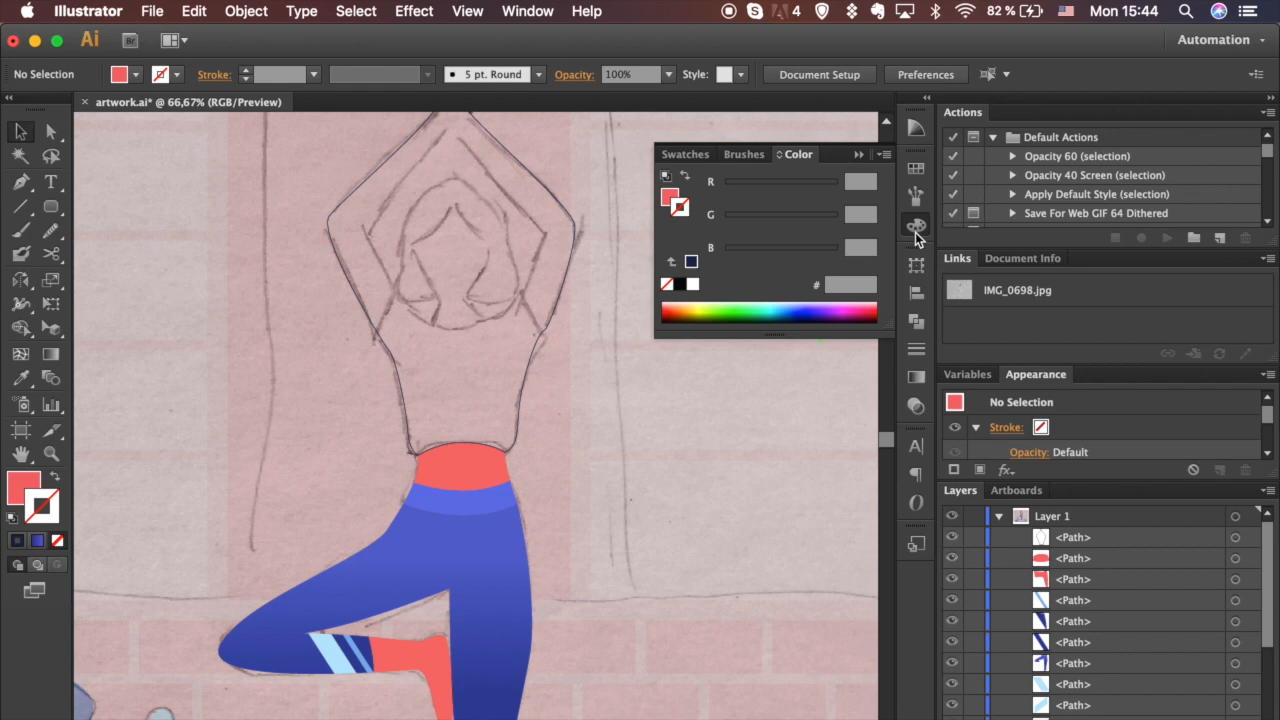 Illustrator File Edit Object Type Select Effect View Window Help
4
82 %
Mon 15:44
Ai Br
Automation
No Selection
Stroke:
5 pt. Round
Opacity: 100%
Style:
Document Setup
Preferences
× artwork.ai* @ 66,67% (RGB/Preview)
Swatches Brushes Color
R
G
B
#
Actions
Default Actions
Opacity 60 (selection)
Opacity 40 Screen (selection)
Apply Default Style (selection)
Save For Web GIF 64 Dithered
Links Document Info
IMG_0698.jpg
Variables Appearance
No Selection
Stroke:
Opacity: Default
fx
Layers Artboards
Layer 1
<Path>
<Path>
<Path>
<Path>
<Path>
<Path>
<Path>
<Path>
<Path>